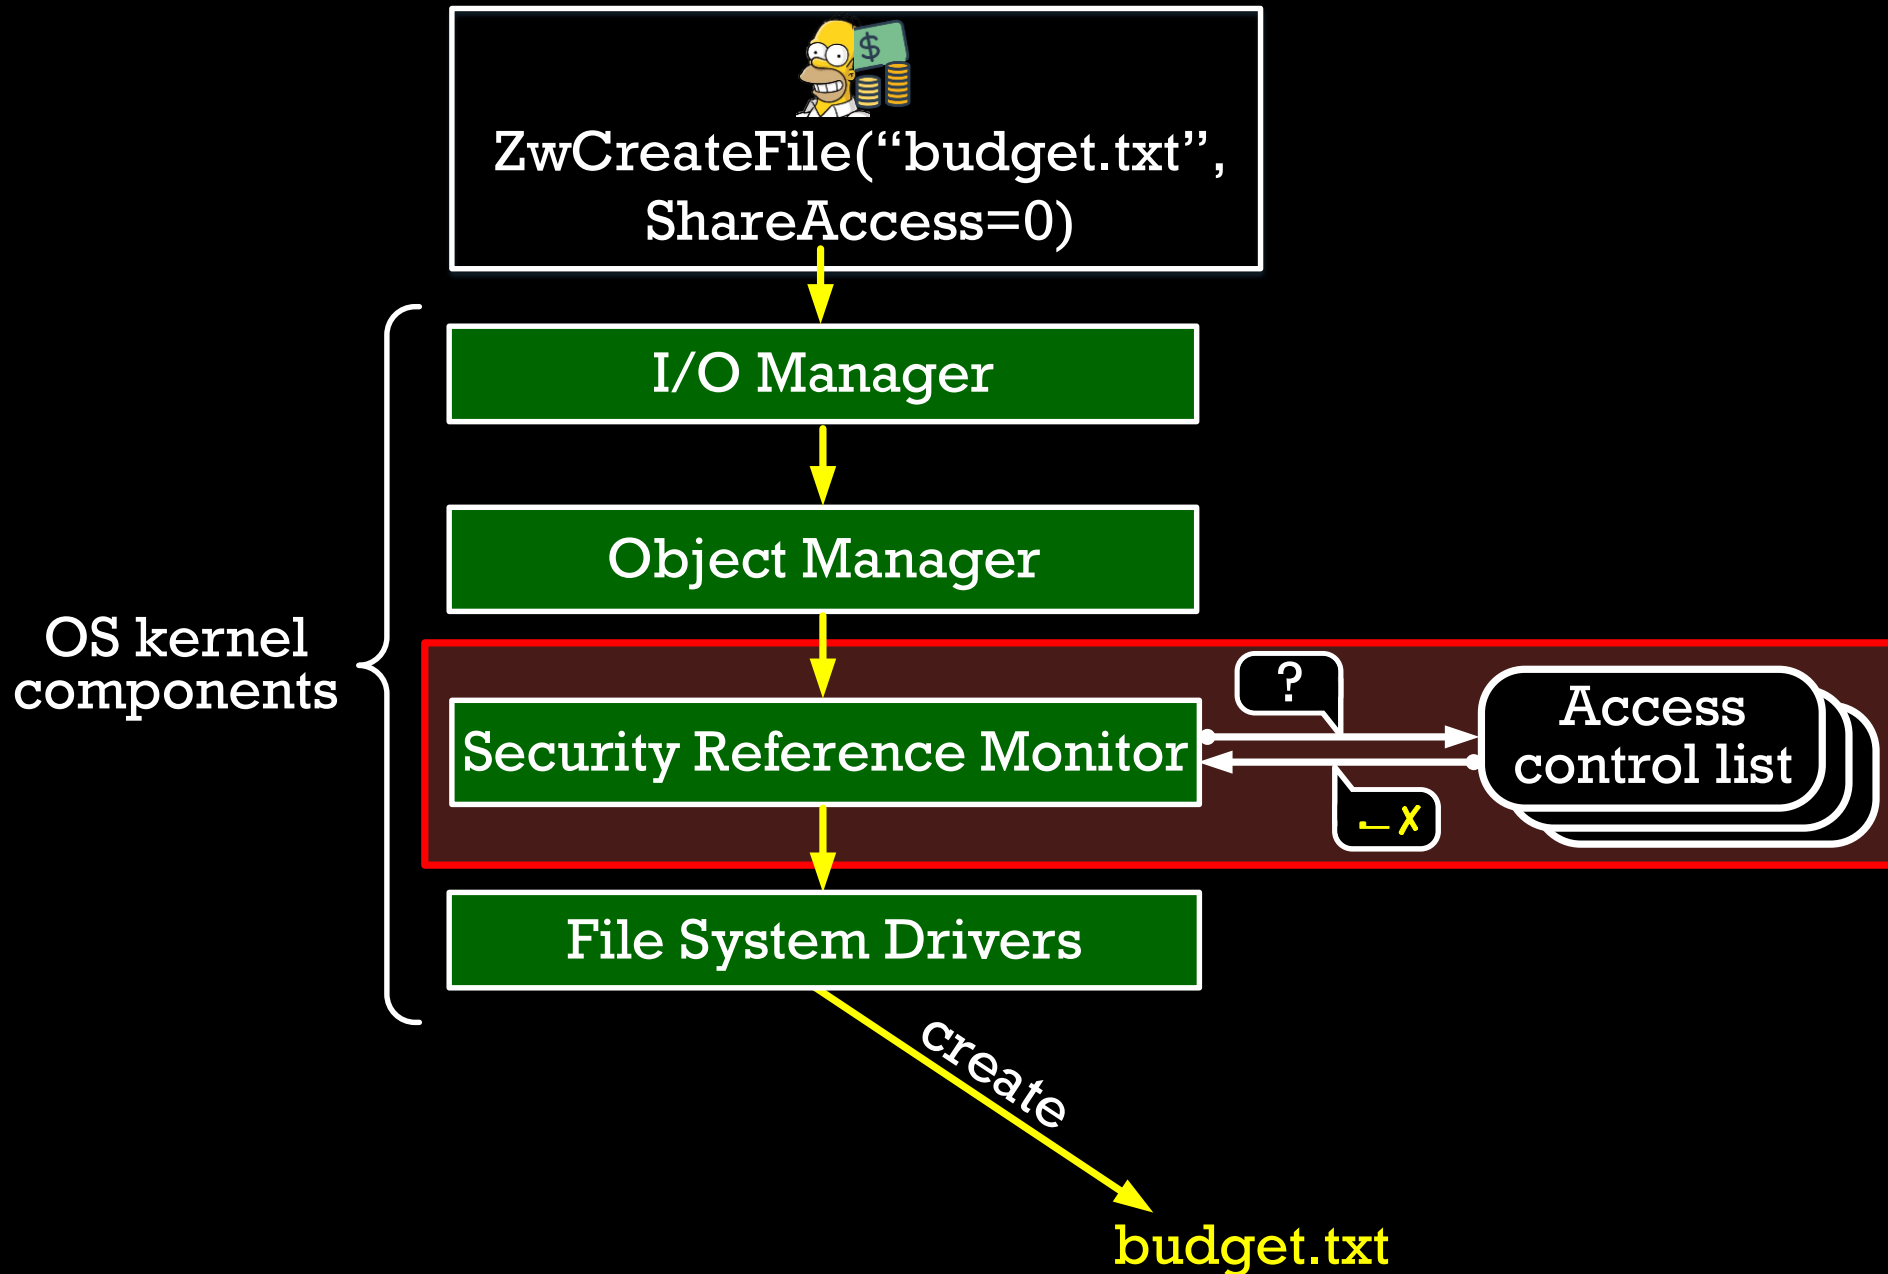 $
ZwCreateFile(“budget.txt”,
ShareAccess=0)
I/O Manager
Object Manager
OS kernel
components
?
Security Reference Monitor
Access
control list
✗
File System Drivers
create
budget.txt